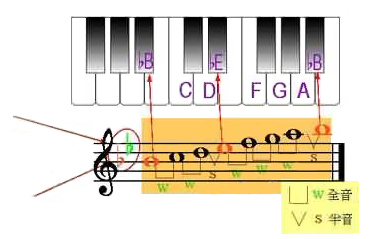 ♭B ♭E ♭B
C D F G A
s s
w w w w w
w 全音
s 半音